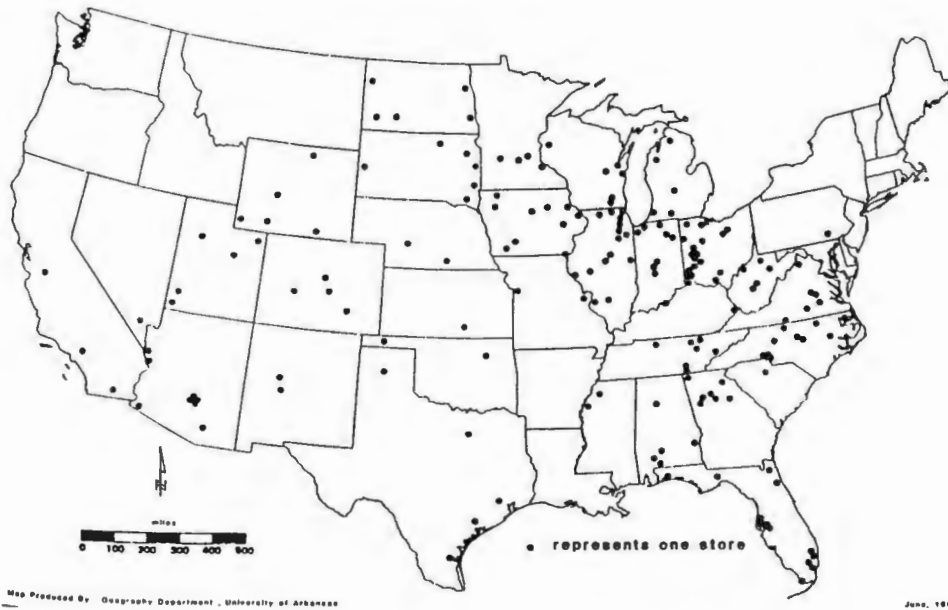 miles
0 100 200 300 400 500
represents one store
Map Produced By Geography Department, University of Arkansas
June,